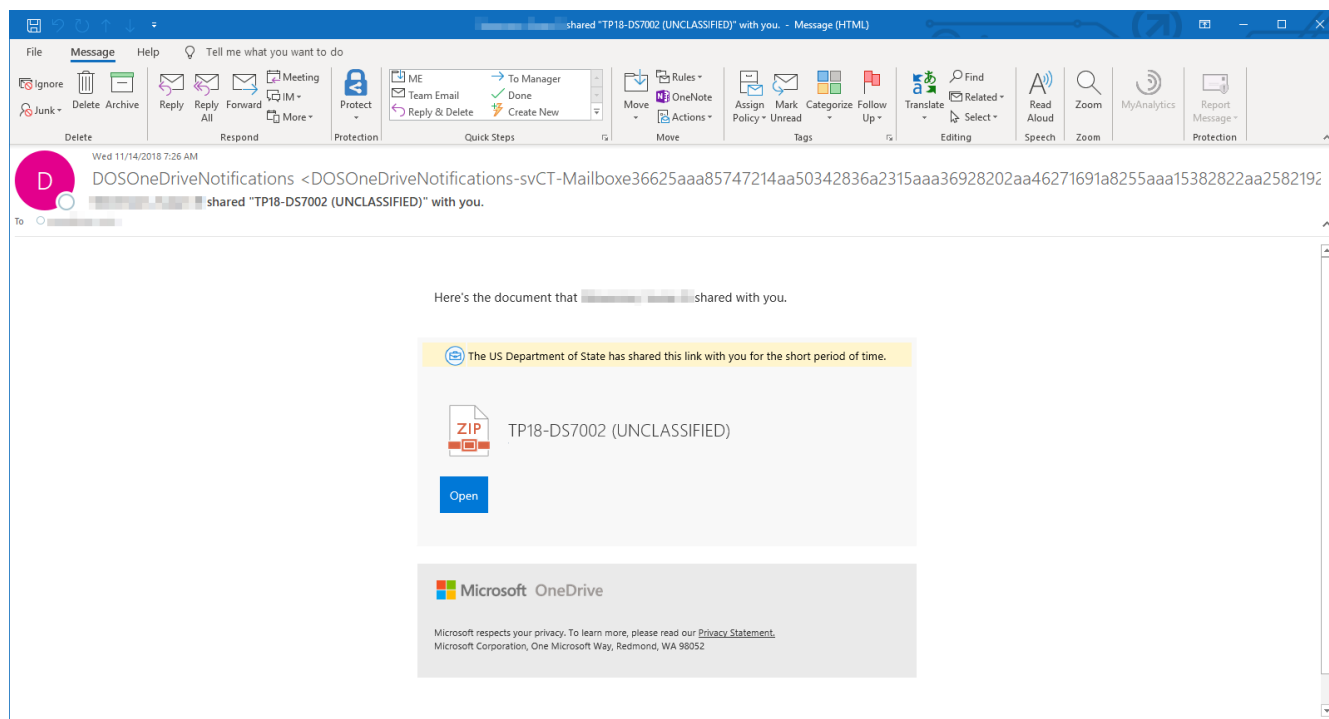 shared "TP18-DS7002 (UNCLASSIFIED)" with you. - Message (HTML)
File Message Help Tell me what you want to do
Ignore
Junk
Delete Archive
Delete
Reply Reply All Forward
Meeting
IM
More
Respond
Protect
Protection
ME
Team Email
Reply & Delete
To Manager
Done
Create New
Quick Steps
Move
Rules
OneNote
Actions
Move
Assign Policy Mark Unread Categorize Follow Up
Tags
Translate
Find
Related
Select
Editing
Read Aloud
Speech
Zoom
Zoom
MyAnalytics
Report Message
Protection
Wed 11/14/2018 7:26 AM
D
DOSOneDriveNotifications <DOSOneDriveNotifications-svCT-Mailboxe36625aaa85747214aa50342836a2315aaa36928202aa46271691a8255aaa15382822aa2582192
shared "TP18-DS7002 (UNCLASSIFIED)" with you.
To
Here's the document that shared with you.
The US Department of State has shared this link with you for the short period of time.
ZIP
TP18-DS7002 (UNCLASSIFIED)
Open
Microsoft OneDrive
Microsoft respects your privacy. To learn more, please read our Privacy Statement.
Microsoft Corporation, One Microsoft Way, Redmond, WA 98052